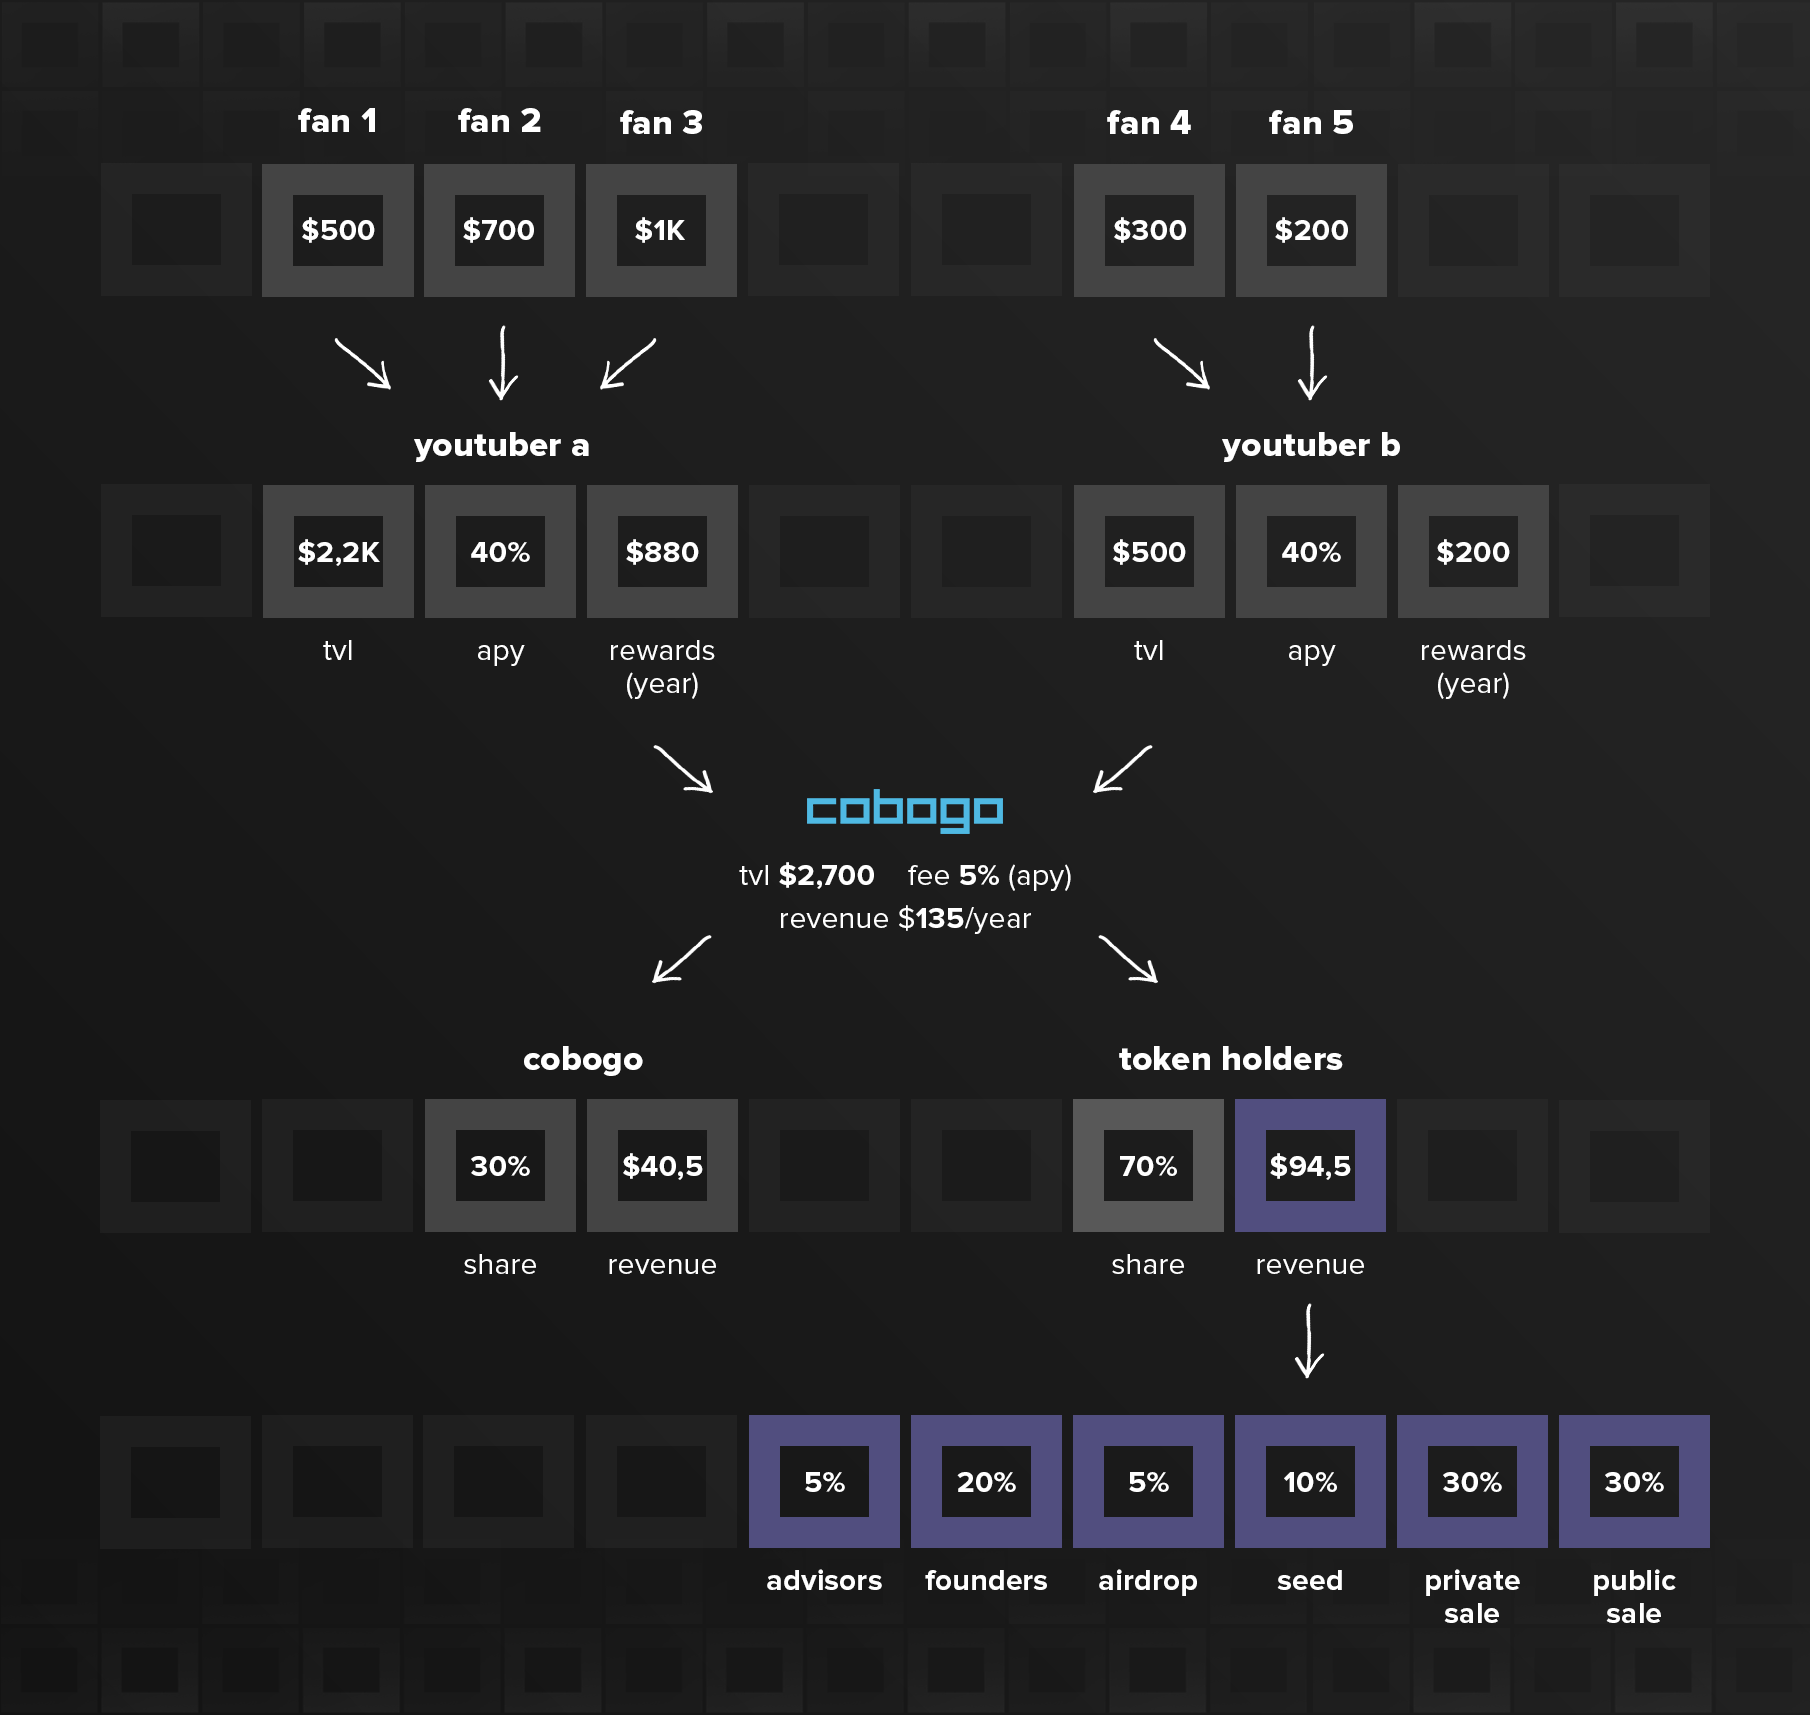 fan 1 fan 2 fan 3 fan 4 fan 5
$500 $700 $1K $300 $200
youtuber a youtuber b
$2,2K 40% $880 $500 40% $200
tvl apy rewards tvl apy rewards
(year) (year)
cobogo
tvl $2,700 fee 5% (apy)
revenue $135/year
cobogo token holders
30% $40,5 70% $94,5
share revenue share revenue
5% 20% 5% 10% 30% 30%
advisors founders airdrop seed private public
sale sale